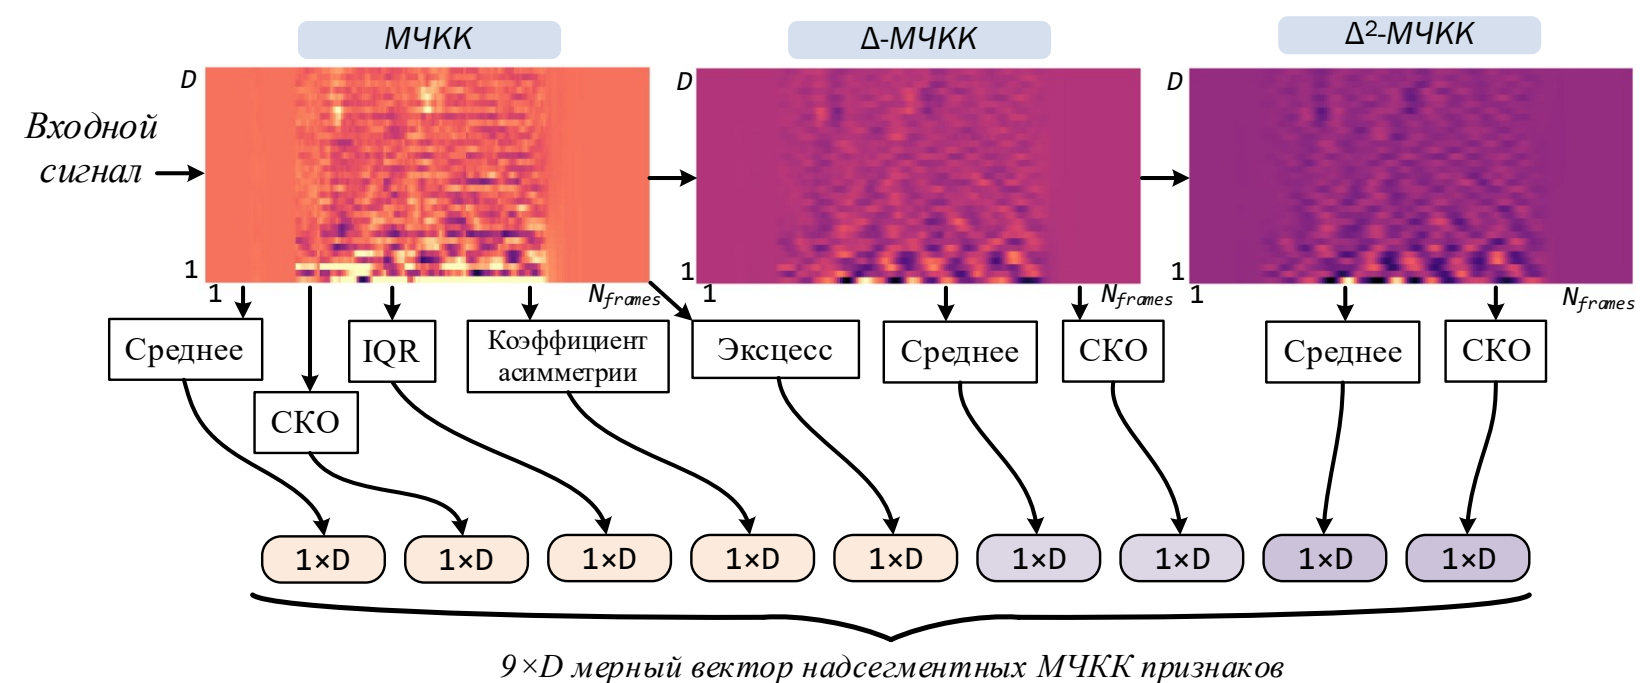 МЧКК
Δ-МЧКК
Δ²-МЧКК
D
D
D
Входной
сигнал
1
1
1
1
N_frames
1
N_frames
1
N_frames
Среднее
IQR
Коэффициент
асимметрии
Эксцесс
Среднее
СКО
Среднее
СКО
СКО
1×D
1×D
1×D
1×D
1×D
1×D
1×D
1×D
1×D
9×D мерный вектор надсегментных МЧКК признаков